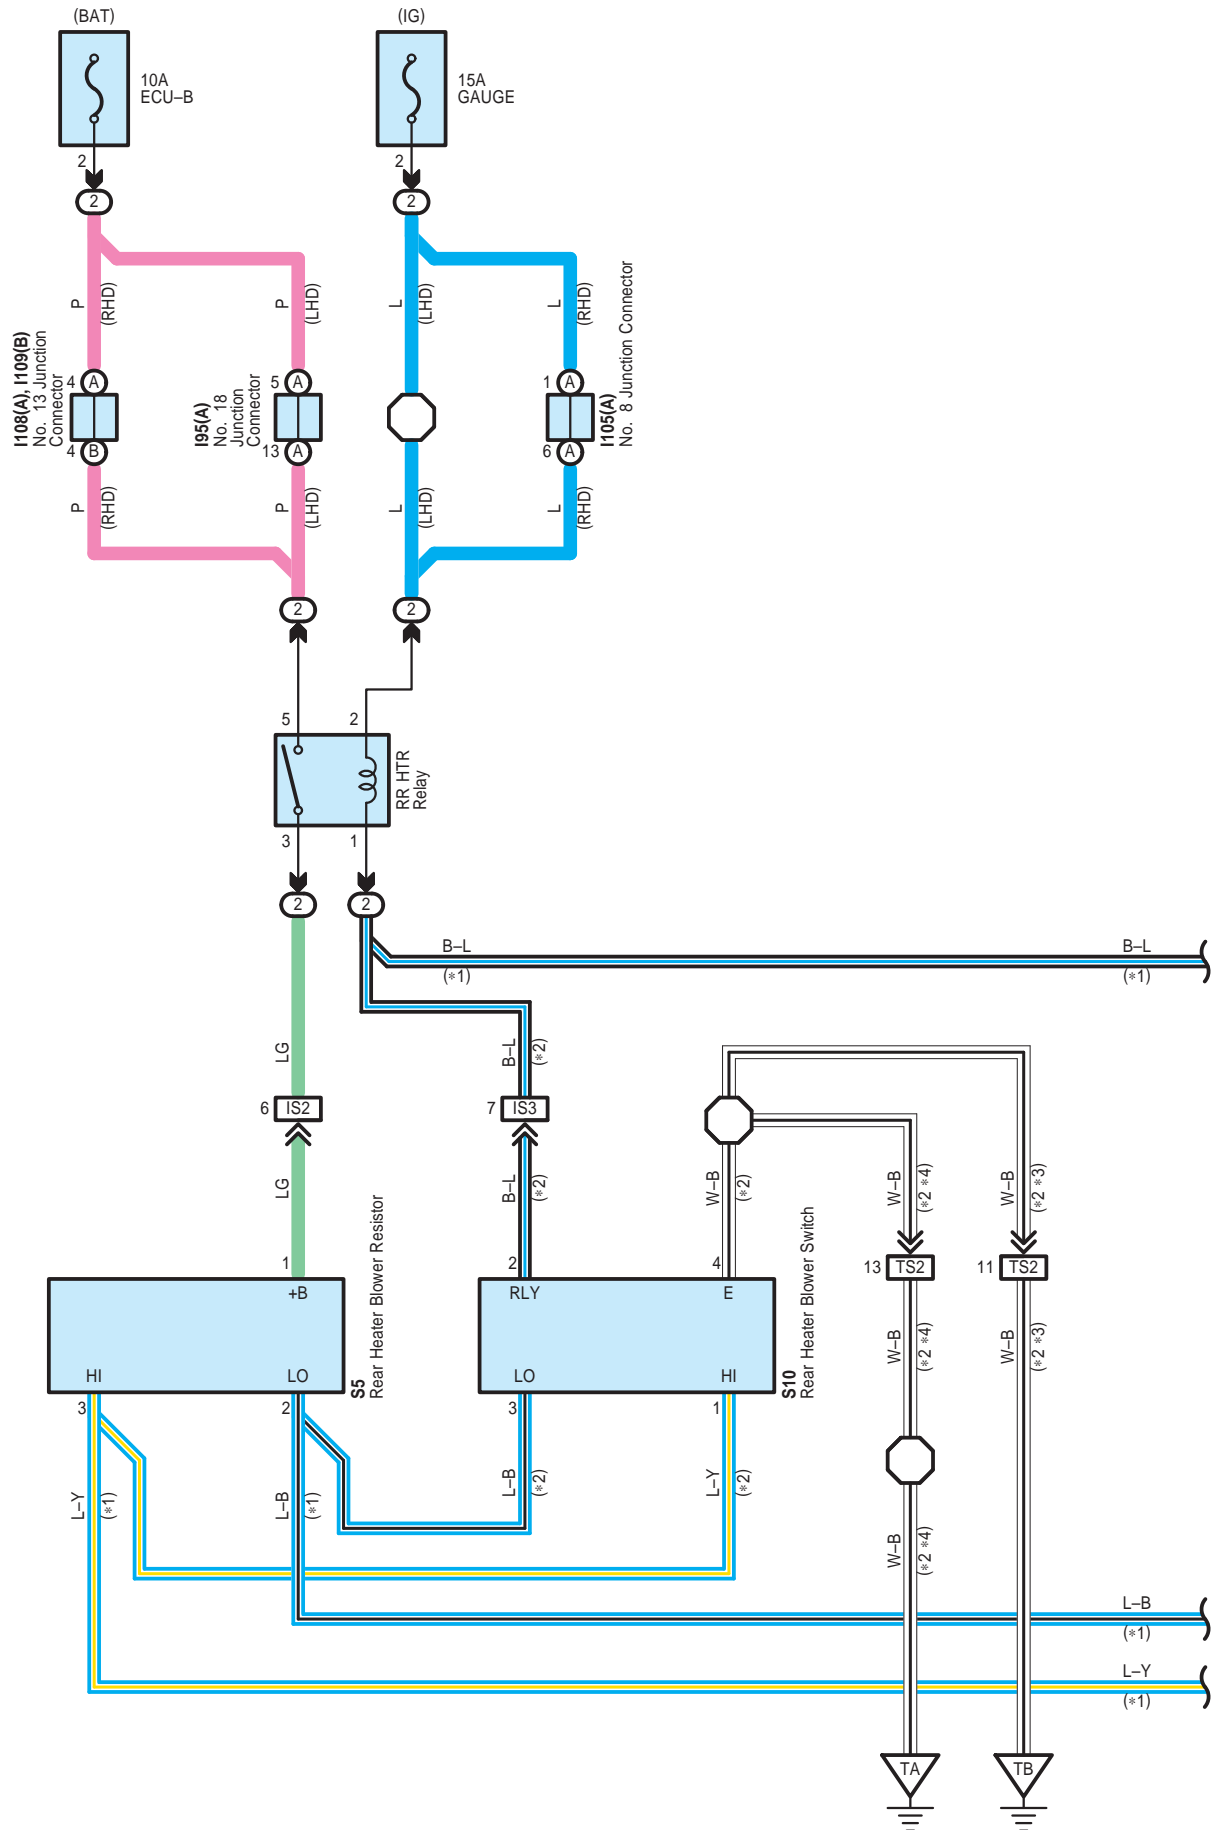 (BAT)
(IG)
10A
ECU–B
15A
GAUGE
2
2
2
2
P
(RHD)
P
(LHD)
L
(LHD)
L
(RHD)
I108(A), I109(B)
No. 13 Junction
Connector
4
A
4
B
I95(A)
No. 18
Junction
Connector
5
A
13
A
1
A
6
A
I105(A)
No. 8 Junction Connector
P
(RHD)
P
(LHD)
L
(LHD)
L
(RHD)
2
2
5
2
RR HTR
Relay
3
1
2
2
B–L
(*1)
B–L
(*1)
LG
B–L
(*2)
6
IS2
7
IS3
LG
B–L
(*2)
W–B
(*2)
W–B
(*2 *4)
W–B
(*2 *3)
1
2
4
13
TS2
11
TS2
+B
RLY
E
HI
LO
LO
HI
S5
Rear Heater Blower Resistor
S10
Rear Heater Blower Switch
W–B
(*2 *4)
W–B
(*2 *3)
3
2
3
1
L–Y
(*1)
L–B
(*1)
L–B
(*2)
L–Y
(*2)
W–B
(*2 *4)
L–B
(*1)
L–Y
(*1)
TA
TB